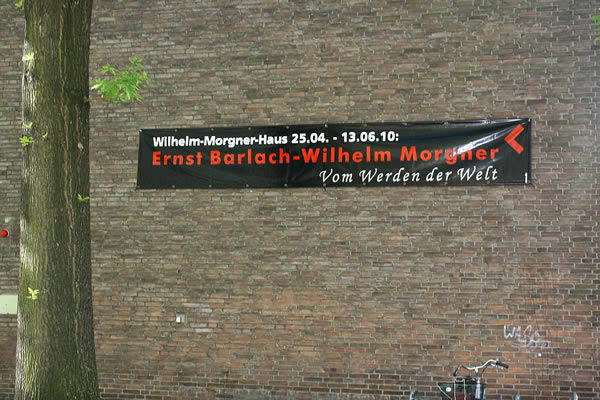 Wilhelm-Morgner-Haus 25.04. - 13.06.10:
Ernst Barlach-Wilhelm Morgner
Vom Werden der Welt